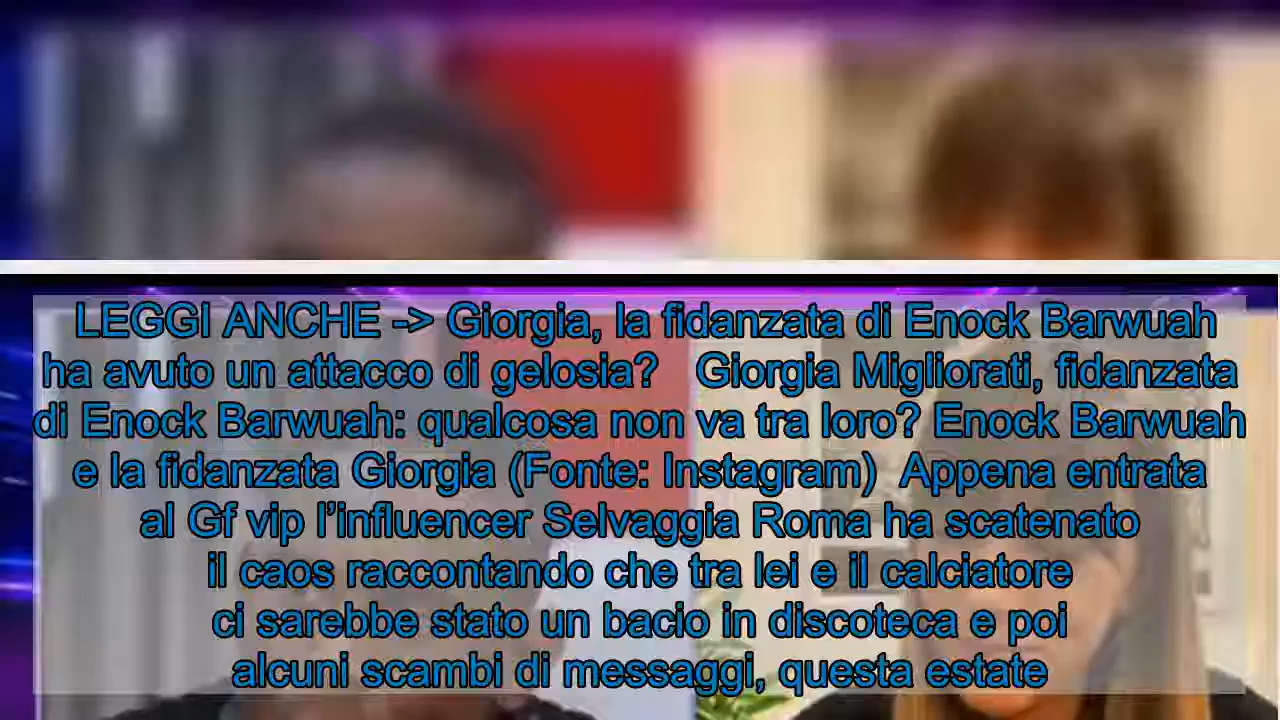 LEGGI ANCHE -> Giorgia, la fidanzata di Enock Barwuah
ha avuto un attacco di gelosia?   Giorgia Migliorati, fidanzata
di Enock Barwuah: qualcosa non va tra loro? Enock Barwuah
e la fidanzata Giorgia (Fonte: Instagram)  Appena entrata
al Gf vip l’influencer Selvaggia Roma ha scatenato
il caos raccontando che tra lei e il calciatore
ci sarebbe stato un bacio in discoteca e poi
alcuni scambi di messaggi, questa estate